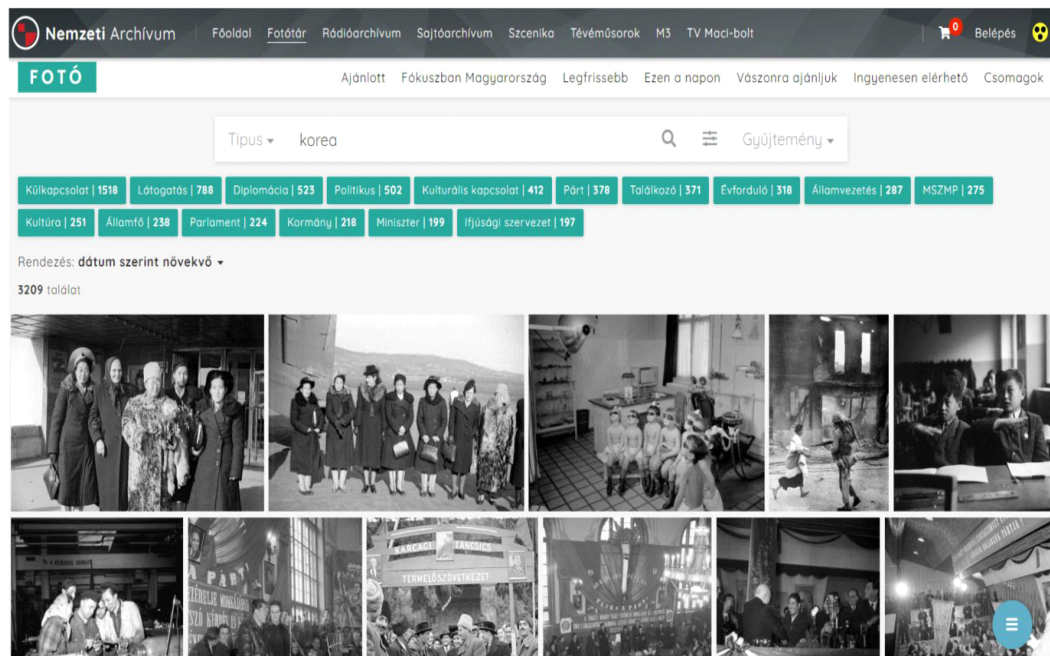 Nemzeti Archívum Főoldal Fotótár Rádióarchívum Sajtóarchívum Szcenika Tévéműsorok M3 TV Maci-bolt 0 Belépés
FOTÓ Ajánlott Fókuszban Magyarország Legfrissebb Ezen a napon Vászonra ajánljuk Ingyenesen elérhető Csomagok
Típus korea Gyűjtemény
Külkapcsolat | 1518 Látogatás | 788 Diplomácia | 523 Politikus | 502 Kulturális kapcsolat | 412 Párt | 378 Találkozó | 371 Évforduló | 318 Államvezetés | 287 MSZMP | 275
Kultúra | 251 Államfő | 238 Parlament | 224 Kormány | 218 Miniszter | 199 Ifjúsági szervezet | 197
Rendezés: dátum szerint növekvő
3209 találat
KARCAGI TÁNCSICS
TERMELŐSZÖVETKEZET
A PÁRT